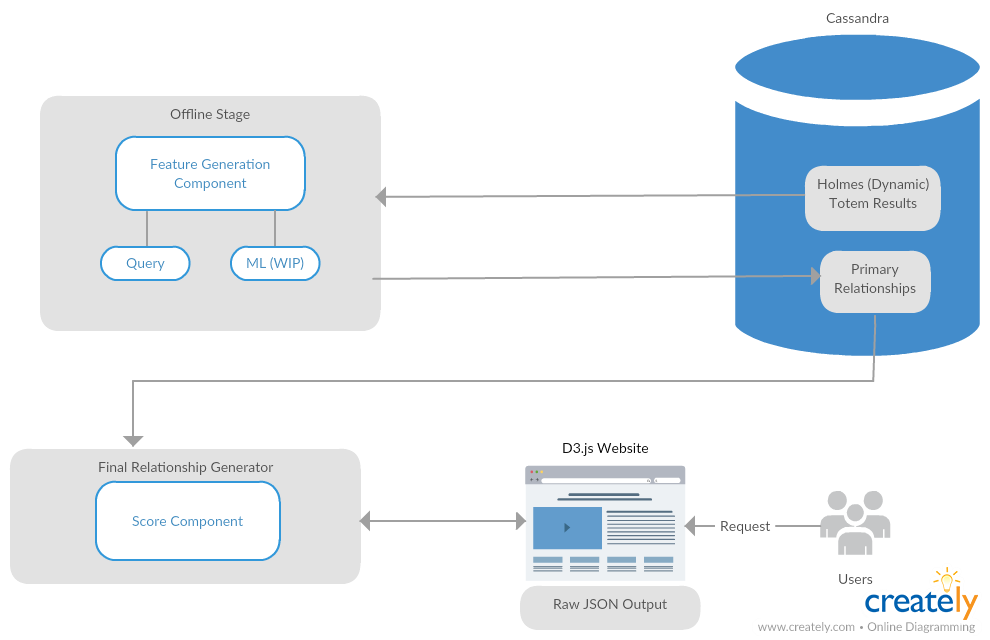 Cassandra
Offline Stage
Feature Generation
Component
Query
ML (WIP)
Holmes (Dynamic)
Totem Results
Primary
Relationships
Final Relationship Generator
Score Component
D3.js Website
Raw JSON Output
Request
Users
creately
www.creately.com • Online Diagramming